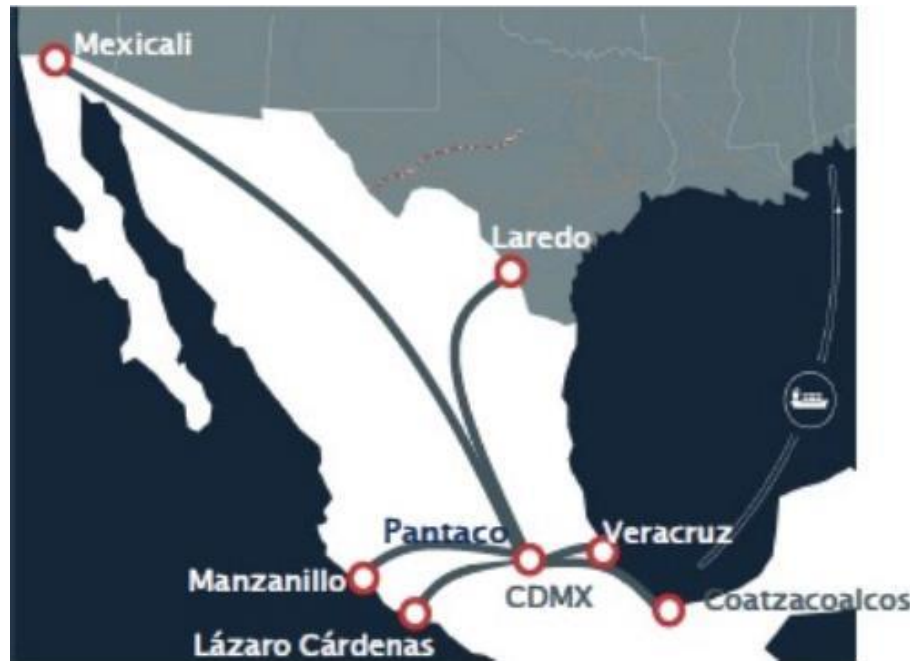 Mexicali
Laredo
Pantaco
Veracruz
Manzanillo
CDMX
Coatzacoalcos
Lázaro Cárdenas